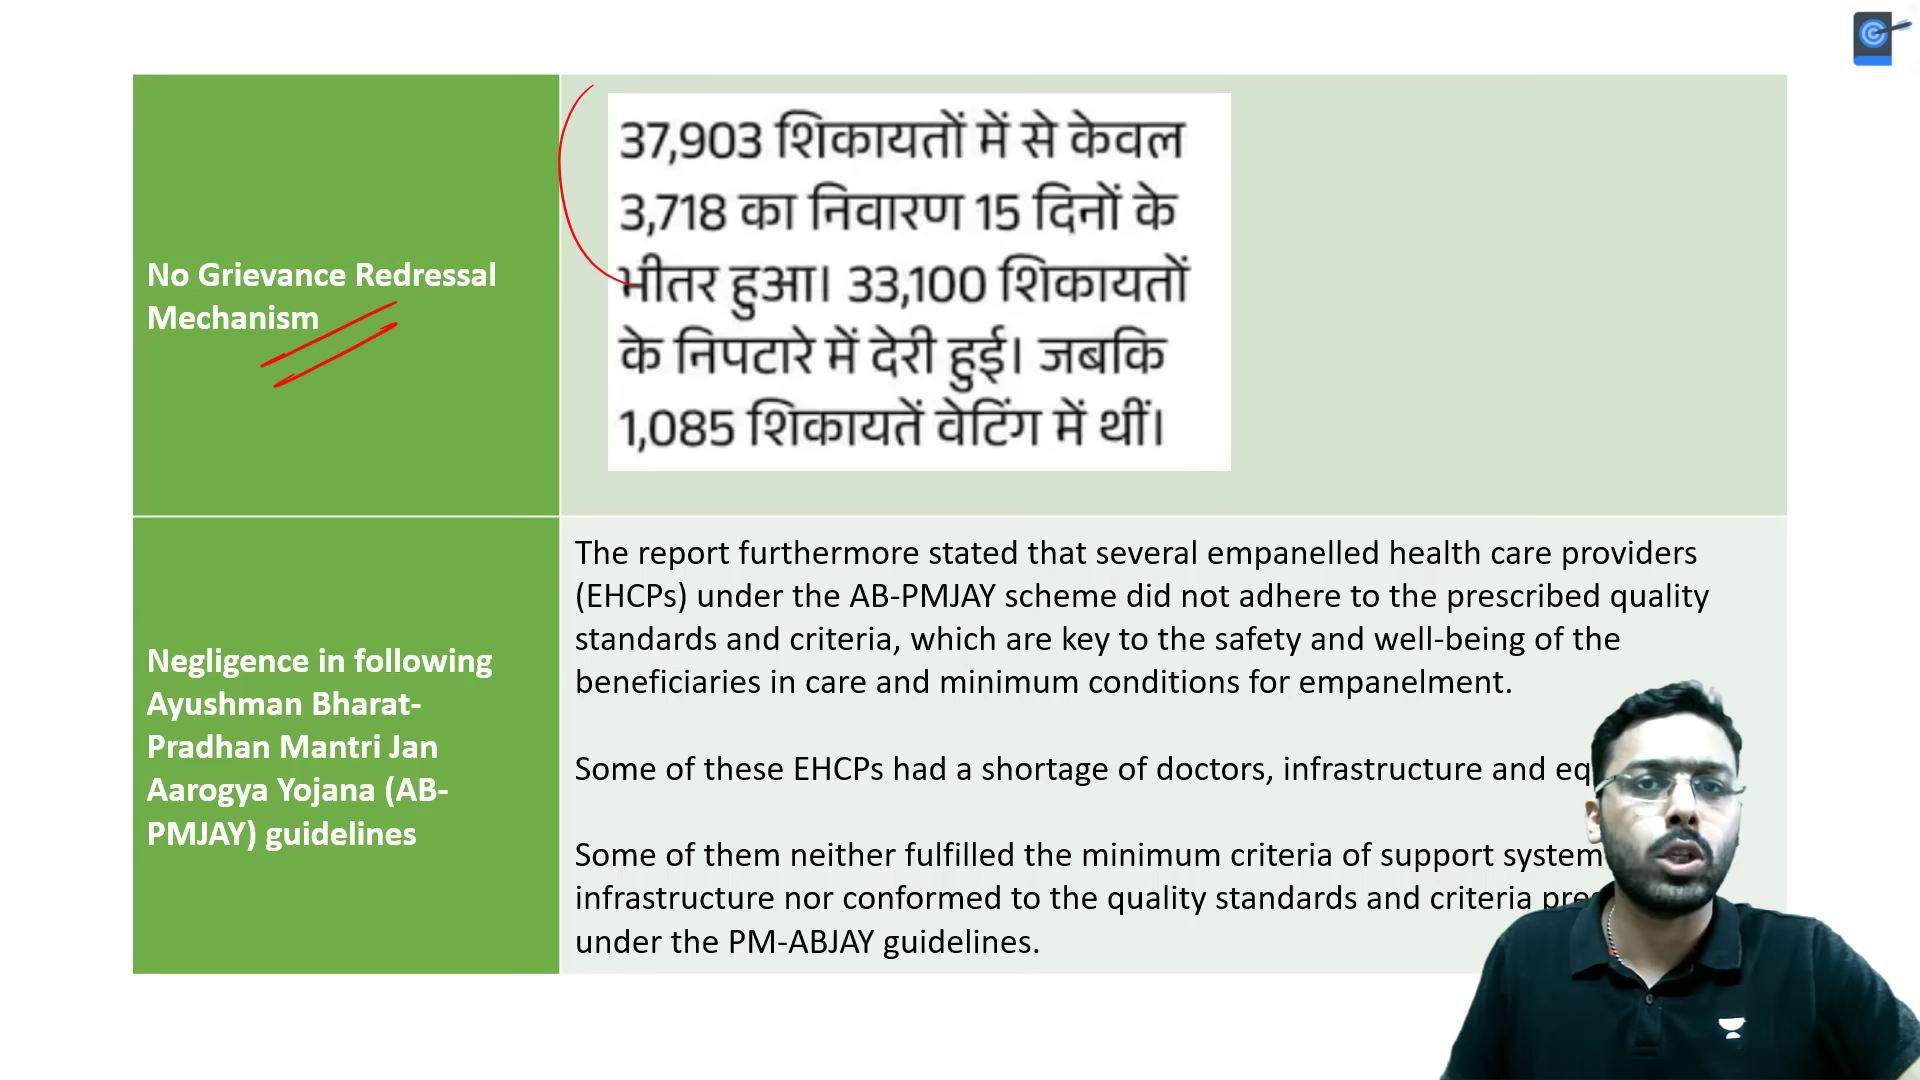 No Grievance Redressal
Mechanism
37,903 शिकायतों में से केवल
3,718 का निवारण 15 दिनों के
भीतर हुआ। 33,100 शिकायतों
के निपटारे में देरी हुई। जबकि
1,085 शिकायतें वेटिंग में थीं।
Negligence in following
Ayushman Bharat-
Pradhan Mantri Jan
Aarogya Yojana (AB-
PMJAY) guidelines
The report furthermore stated that several empanelled health care providers
(EHCPs) under the AB-PMJAY scheme did not adhere to the prescribed quality
standards and criteria, which are key to the safety and well-being of the
beneficiaries in care and minimum conditions for empanelment.
Some of these EHCPs had a shortage of doctors, infrastructure and
Some of them neither fulfilled the minimum criteria of support system
infrastructure nor conformed to the quality standards and criteria
under the PM-ABJAY guidelines.